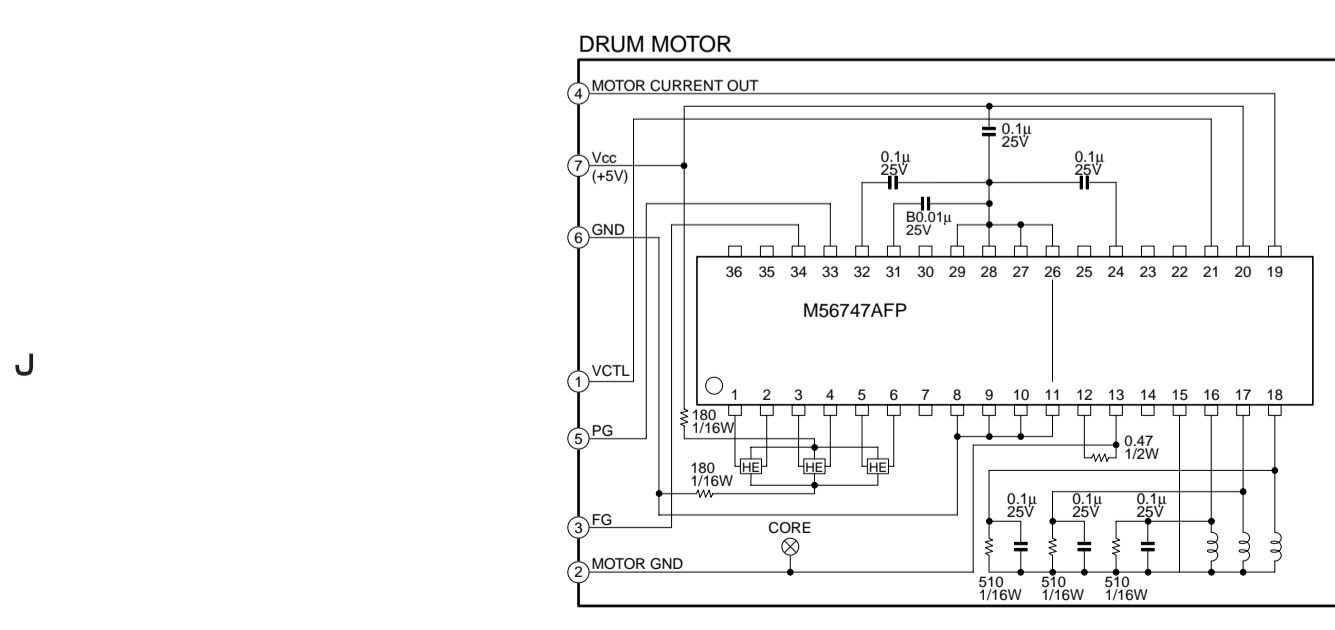 DRUM MOTOR
4 MOTOR CURRENT OUT
0.1µ
25V
7 Vcc
(+5V)
0.1µ
25V
0.1µ
25V
B0.01µ
25V
6 GND
36 35 34 33 32 31 30 29 28 27 26 25 24 23 22 21 20 19
M56747AFP
J
1 VCTL
1 2 3 4 5 6 7 8 9 10 11 12 13 14 15 16 17 18
180
1/16W
5 PG
0.47
1/2W
HE HE HE
180
1/16W
0.1µ
25V
0.1µ
25V
0.1µ
25V
3 FG
CORE
2 MOTOR GND
510
1/16W
510
1/16W
510
1/16W